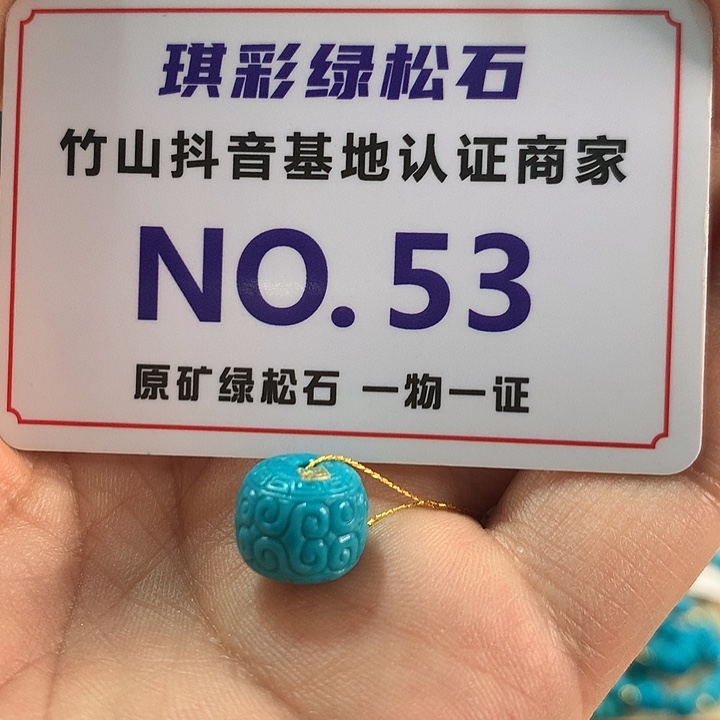 琪彩绿松石
竹山抖音基地认证商家
NO.53
原矿绿松石 一物一证